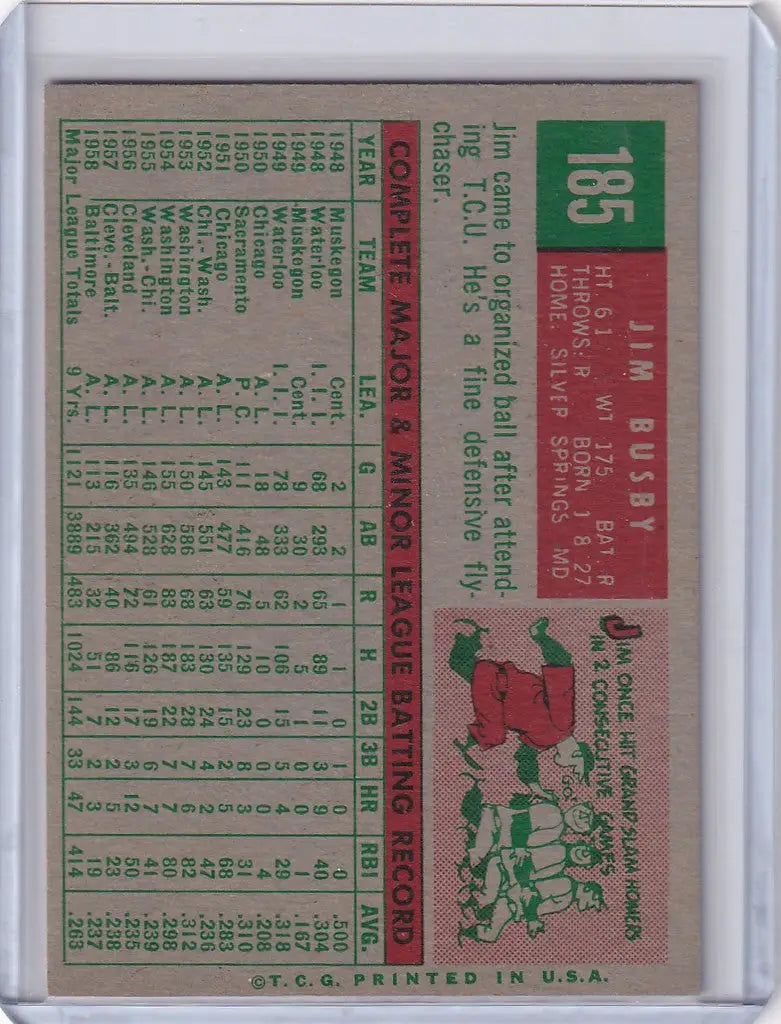 185
JIM BUSBY
HT. 6'1 WT 175 BAT. R
THROWS: R BORN 1 8 27
HOME: SILVER SPRINGS MD
Jim came to organized ball after attend-
ing T.C.U. He's a fine defensive fly-
chaser.
JIM ONCE HIT GRAND SLAM HOMERS
IN 2 CONSECUTIVE GAMES
GO!
COMPLETE MAJOR & MINOR LEAGUE BATTING RECORD
YEAR TEAM LEA. G AB R H 2B 3B HR RBI AVG.
1948 Muskegon Cent. 2 2 1 1 0 1 0 0 .500
1948 Waterloo I.I.I. 68 293 65 89 11 3 9 40 .304
1949 Muskogon Cent. 9 30 2 5 1 0 0 1 .167
1949 Waterloo I.I.I. 78 333 62 106 15 5 4 29 .318
1950 Chicago A.L. 18 48 5 10 0 0 0 4 .208
1950 Sacramento P.C. 111 416 76 129 23 8 3 31 .310
1951 Chicago A.L. 143 477 59 135 15 2 5 68 .283
1952 Chi.-Wash. A.L. 145 551 63 130 24 4 2 47 .236
1953 Washington A.L. 150 586 68 183 28 7 6 82 .312
1954 Washington A.L. 155 628 83 187 22 7 7 80 .298
1955 Wash.-Chi. A.L. 146 528 61 126 19 6 7 41 .239
1956 Cleveland A.L. 135 494 72 116 17 3 12 50 .235
1957 Cleve.-Balt. A.L. 116 362 40 86 12 2 5 23 .238
1958 Baltimore A.L. 113 215 32 51 7 2 3 19 .237
Major League Totals 9 Yrs. 1121 3889 483 1024 144 33 47 414 .263
©T.C.G. PRINTED IN U.S.A.